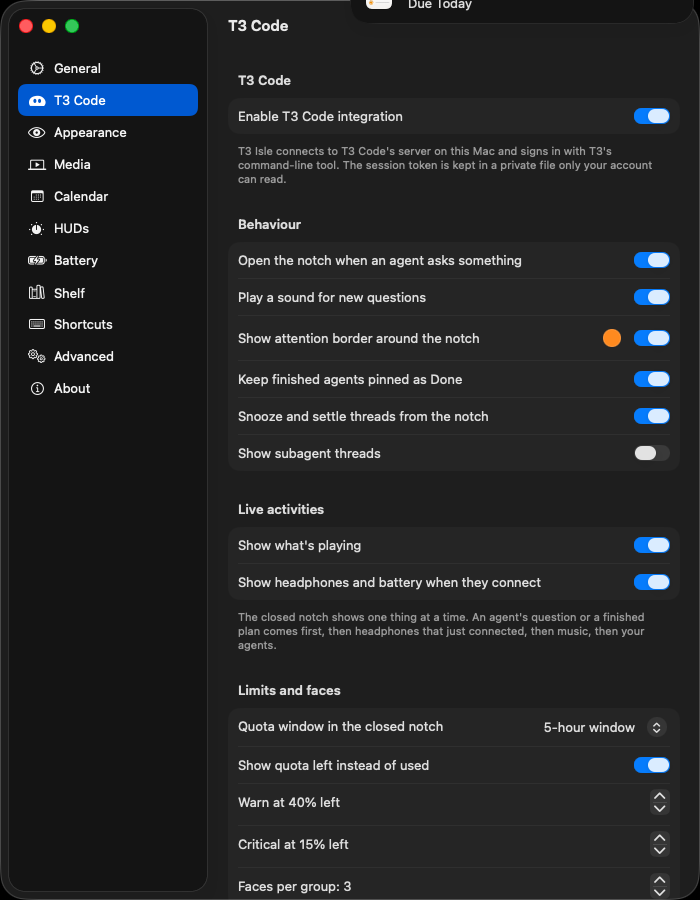 Due Today
T3 Code
General
T3 Code
Appearance
Media
Calendar
HUDs
Battery
Shelf
Shortcuts
Advanced
About
T3 Code
Enable T3 Code integration
T3 Isle connects to T3 Code's server on this Mac and signs in with T3's
command-line tool. The session token is kept in a private file only your account
can read.
Behaviour
Open the notch when an agent asks something
Play a sound for new questions
Show attention border around the notch
Keep finished agents pinned as Done
Snooze and settle threads from the notch
Show subagent threads
Live activities
Show what's playing
Show headphones and battery when they connect
The closed notch shows one thing at a time. An agent's question or a finished
plan comes first, then headphones that just connected, then music, then your
agents.
Limits and faces
Quota window in the closed notch 5-hour window
Show quota left instead of used
Warn at 40% left
Critical at 15% left
Faces per group: 3